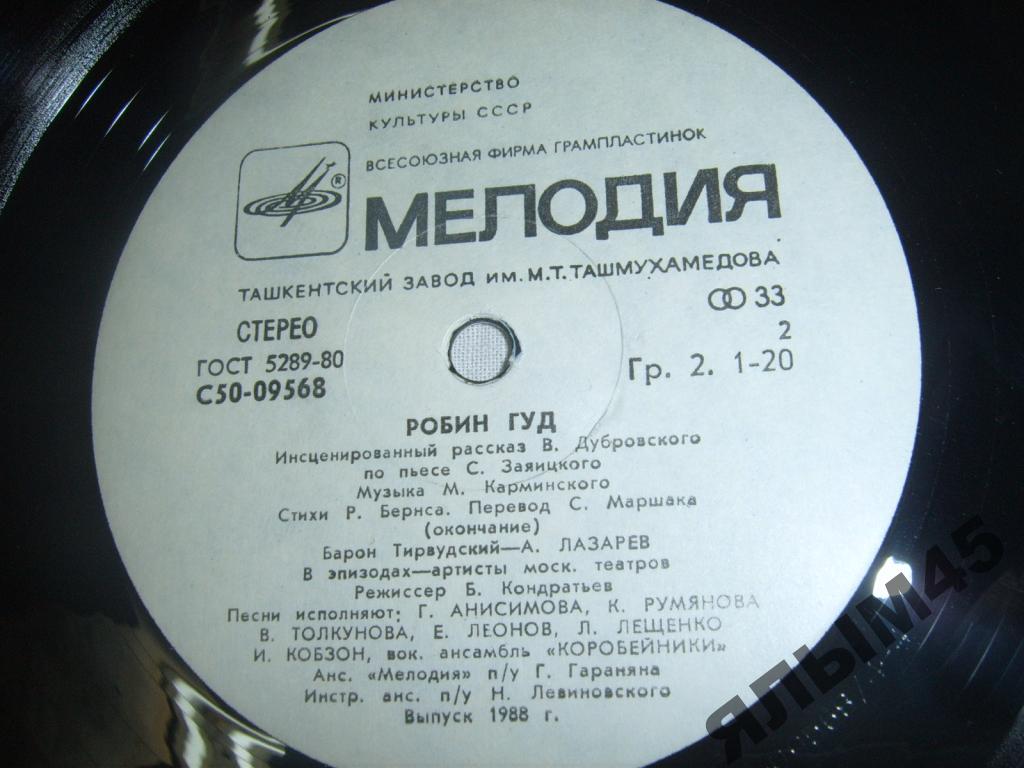 МИНИСТЕРСТВО
КУЛЬТУРЫ СССР
ВСЕСОЮЗНАЯ ФИРМА ГРАМПЛАСТИНОК
®
МЕЛОДИЯ
ТАШКЕНТСКИЙ ЗАВОД ИМ. М.Т. ТАШМУХАМЕДОВА
СТЕРЕО
33
ГОСТ 5289-80
2
С50-09568
Гр. 2. 1-20
РОБИН ГУД
Инсценированный рассказ В. Дубровского
по пьесе С. Заяицкого
Музыка М. Карминского
Стихи Р. Бернса. Перевод С. Маршака
(окончание)
Барон Тирвудский—А. ЛАЗАРЕВ
В эпизодах—артисты моск. театров
Режиссер Б. Кондратьев
Песни исполняют: Г. АНИСИМОВА, К. РУМЯНОВА
В. ТОЛКУНОВА, Е. ЛЕОНОВ, Л. ЛЕЩЕНКО
И. КОБЗОН, вок. ансамбль «КОРОБЕЙНИКИ»
Анс. «Мелодия» п/у Г. Гараняна
Инстр. анс. п/у Н. Левиновского
Выпуск 1988 г.
ЯЛЫМ45